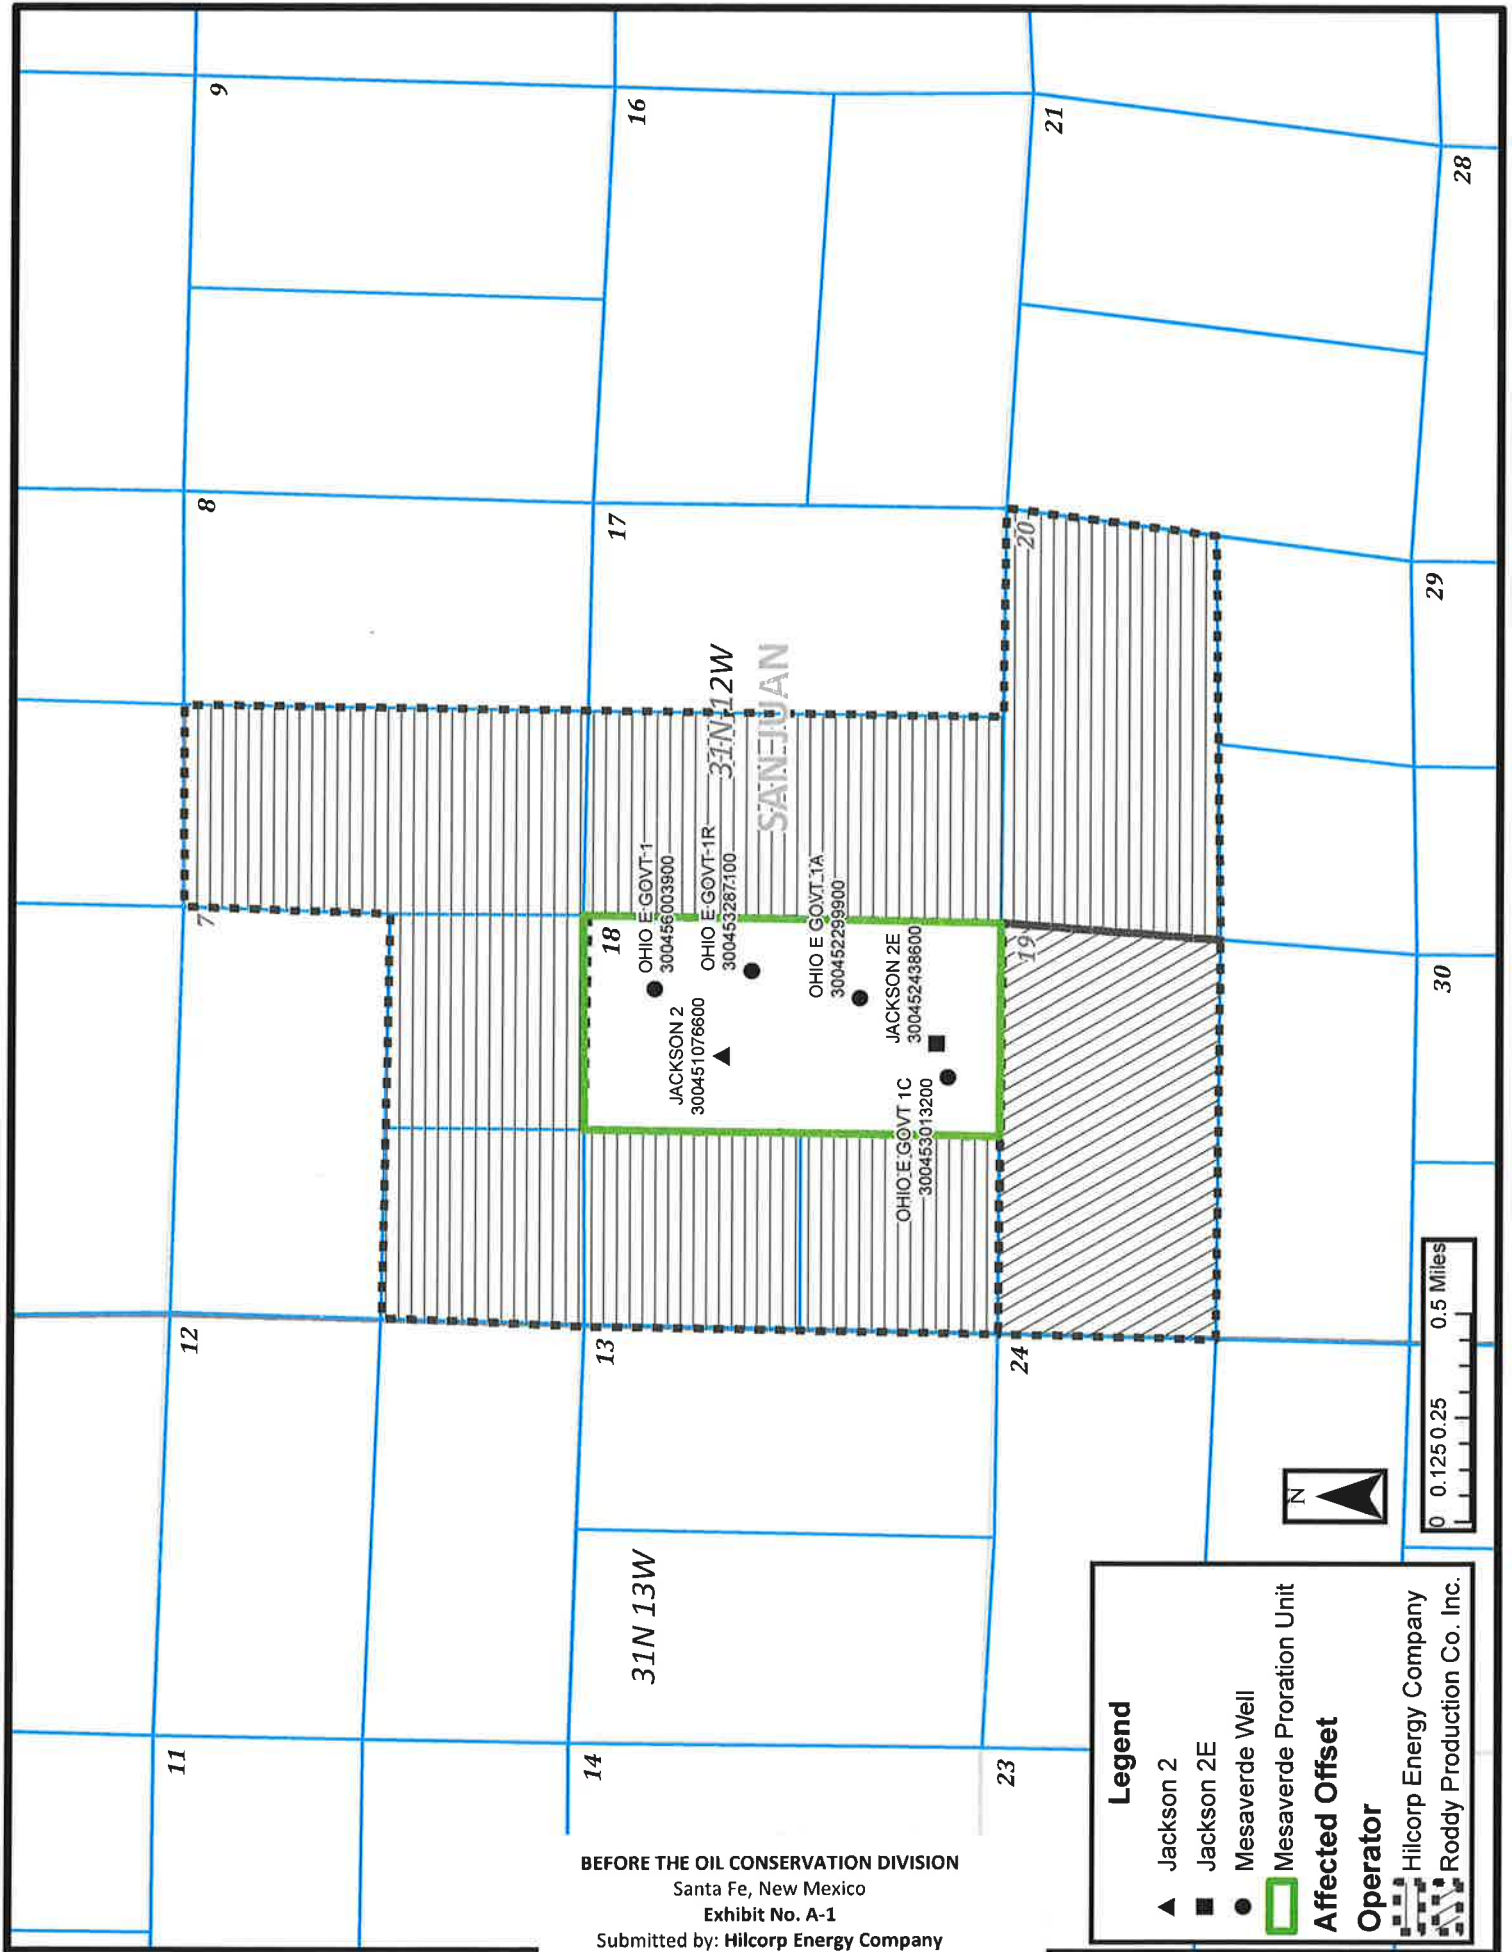 9
16
21
28
8
17
20
29
7
18
19
30
12
13
24
11
14
23
31N 12W
SAN JUAN
31N 13W
OHIO E GOVT 1
300456003900
OHIO E GOVT 1R
300453287100
OHIO E GOVT 1A
300452299900
JACKSON 2E
300452438600
JACKSON 2
300451076600
OHIO E GOVT 1C
300453013200
N
0 0.125 0.25 0.5 Miles
Legend
Jackson 2
Jackson 2E
Mesaverde Well
Mesaverde Proration Unit
Affected Offset
Operator
Hilcorp Energy Company
Roddy Production Co. Inc.
BEFORE THE OIL CONSERVATION DIVISION
Santa Fe, New Mexico
Exhibit No. A-1
Submitted by: Hilcorp Energy Company